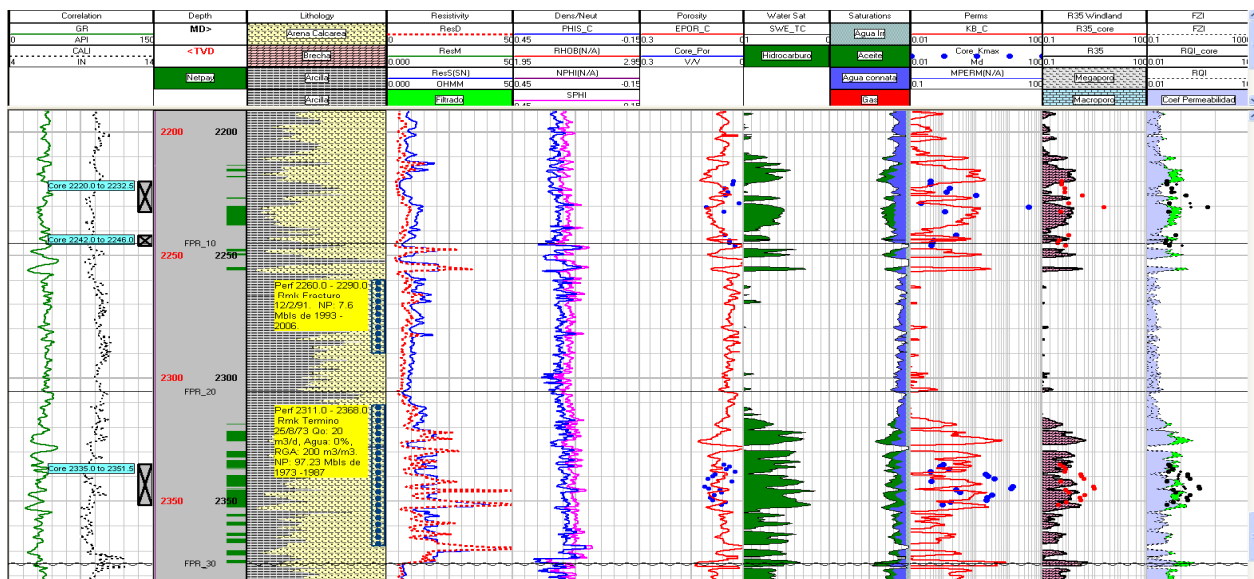 Correlation Depth Lithology Resistivity Dens/Neut Porosity Water Sat Saturations Perms R35 Windland FZI
GR MD> Arena Calcarea ResD PHIS_C EPOR_C SWE_TC Agua Irr KB_C R35_core FZI
0 API 150 0.45 -0.15 0.3 0 1 0 0.01 100 0.1 100 0.1 100
CALI <TVD Brecha ResM RHOB(N/A) Core_Por Hidrocarburo Aceite Core_Kmax R35 RQI_core
4 IN 14 0.000 50 1.95 2.95 0.3 V/V 0 0.01 Md 100 0.1 100 0.01
Netpay Arcilla ResS(SN) NPHI(N/A) Agua connata MPERM(N/A) Megaporo RQI
0.000 OHMM 50 0.45 -0.15 0.1 100 0.01
Arcilla Filtrado SPHI Gas Macroporo Coef Permeabilidad
0.45 -0.15
2200 2200
Core 2220.0 to 2232.5
Core 2242.0 to 2246.0
FPR_10
2250 2250
Perf 2260.0 - 2290.0
Rmk Fracturo
12/2/91. NP: 7.6
Mbls de 1993 -
2006.
2300 2300
FPR_20
Perf 2311.0 - 2368.0
Rmk Termino
25/8/73 Qo: 20
m3/d, Agua: 0%,
RGA: 200 m3/m3.
NP: 97.23 Mbls de
1973 -1987
Core 2335.0 to 2351.5
2350 2350
FPR_30